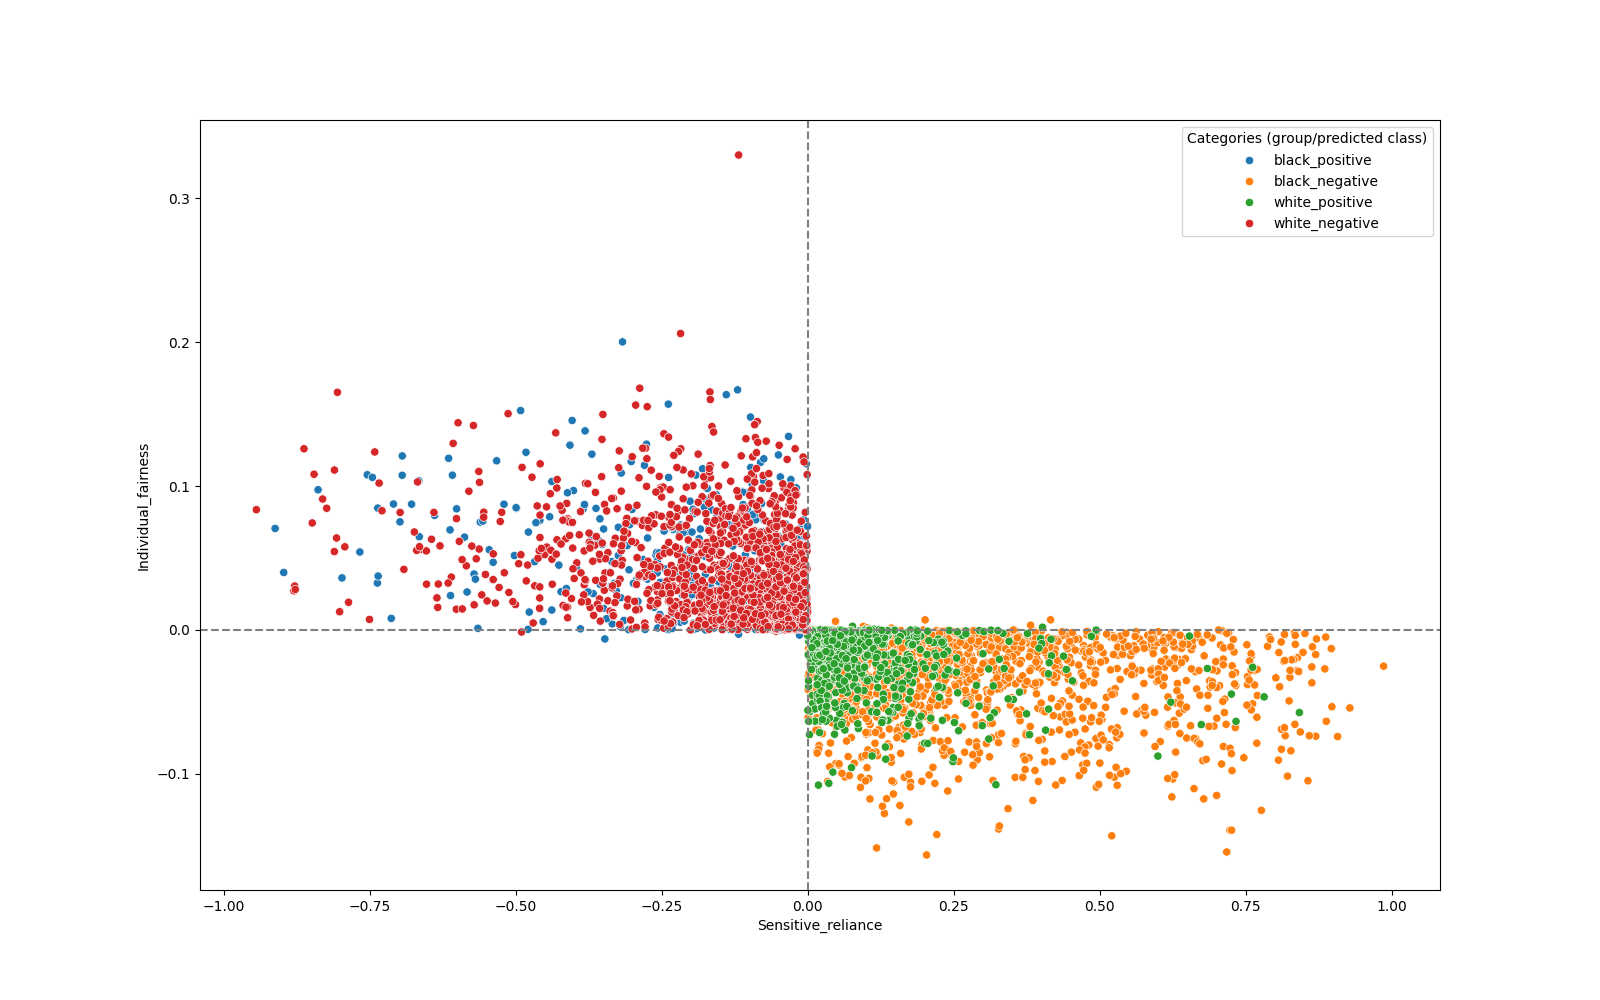 Categories (group/predicted class)
black_positive
black_negative
white_positive
white_negative
0.3
0.2
0.1
0.0
−0.1
Individual_fairness
−1.00
−0.75
−0.50
−0.25
0.00
0.25
0.50
0.75
1.00
Sensitive_reliance